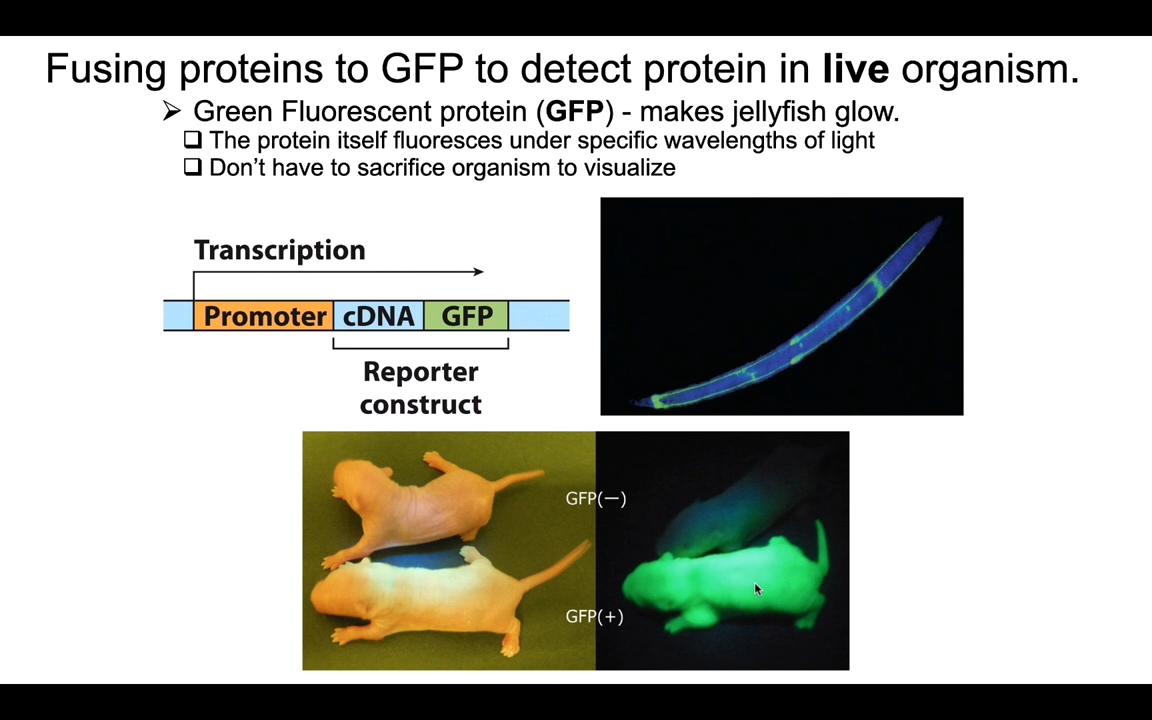 Fusing proteins to GFP to detect protein in live organism.
Green Fluorescent protein (GFP) - makes jellyfish glow.
The protein itself fluoresces under specific wavelengths of light
Don't have to sacrifice organism to visualize
Transcription
Promoter cDNA GFP
Reporter
construct
GFP(—)
GFP(+)